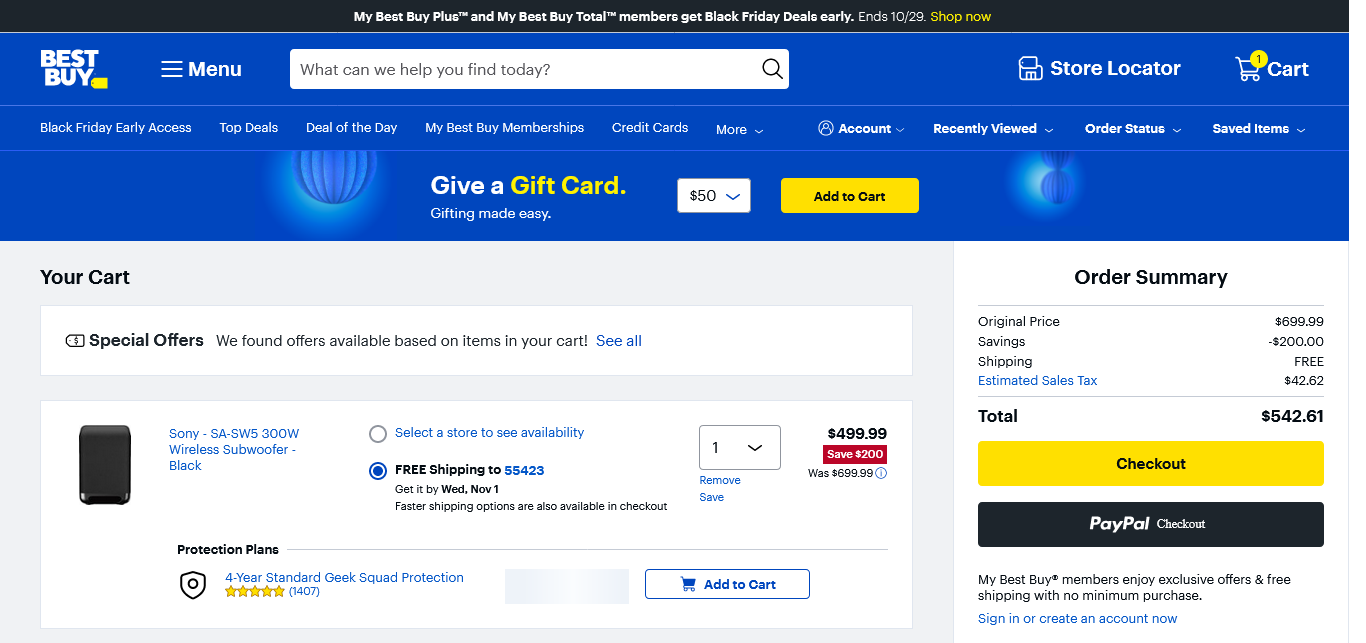 My Best Buy Plus™ and My Best Buy Total™ members get Black Friday Deals early. Ends 10/29. Shop now
BEST BUY
Menu
What can we help you find today?
Store Locator
1
Cart
Black Friday Early Access
Top Deals
Deal of the Day
My Best Buy Memberships
Credit Cards
More
Account
Recently Viewed
Order Status
Saved Items
Give a Gift Card.
Gifting made easy.
$50
Add to Cart
Your Cart
Special Offers We found offers available based on items in your cart! See all
Sony - SA-SW5 300W
Wireless Subwoofer -
Black
Select a store to see availability
FREE Shipping to 55423
Get it by Wed, Nov 1
Faster shipping options are also available in checkout
1
Remove
Save
$499.99
Save $200
Was $699.99
Protection Plans
4-Year Standard Geek Squad Protection
(1407)
Add to Cart
Order Summary
Original Price $699.99
Savings -$200.00
Shipping FREE
Estimated Sales Tax $42.62
Total $542.61
Checkout
PayPal Checkout
My Best Buy® members enjoy exclusive offers & free
shipping with no minimum purchase.
Sign in or create an account now